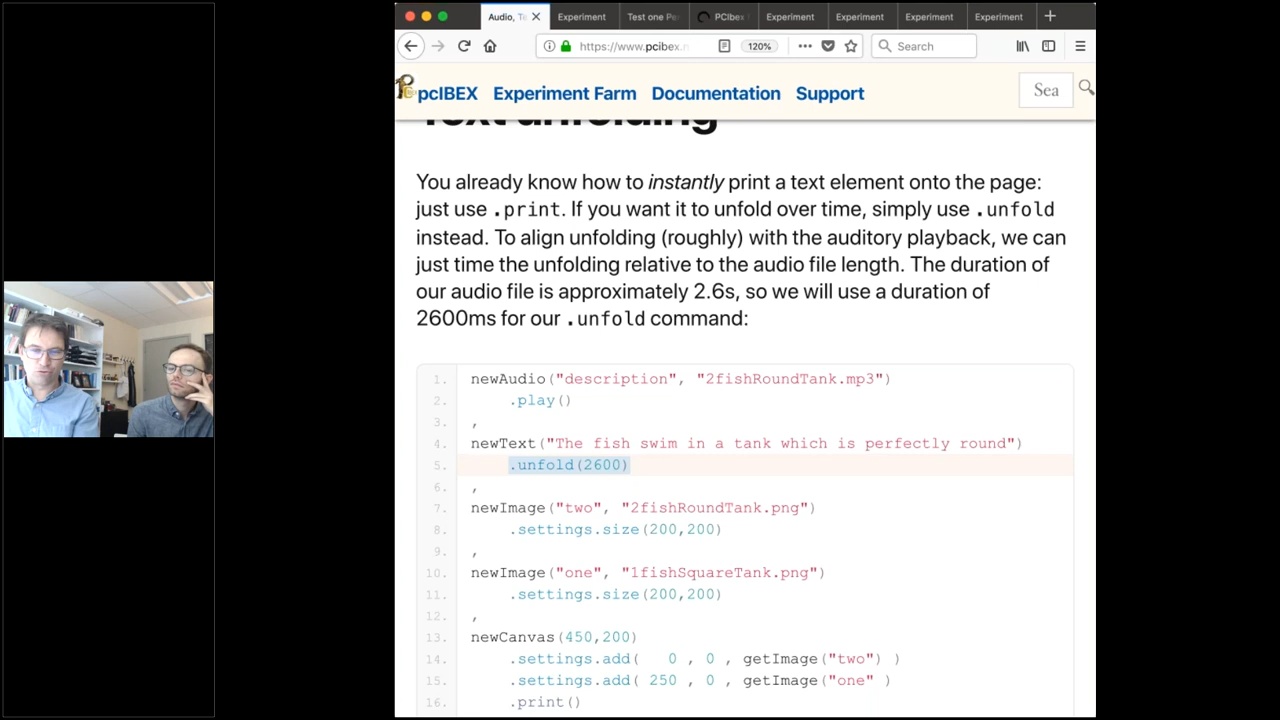 Audio, Te
Experiment
Test one Per
PCIbex
Experiment
Experiment
Experiment
Experiment
https://www.pcibex.n
120%
Search
pcIBEX
Experiment Farm
Documentation
Support
Sea
Text unfolding
You already know how to instantly print a text element onto the page:
just use .print. If you want it to unfold over time, simply use .unfold
instead. To align unfolding (roughly) with the auditory playback, we can
just time the unfolding relative to the audio file length. The duration of
our audio file is approximately 2.6s, so we will use a duration of
2600ms for our .unfold command:
1. newAudio("description", "2fishRoundTank.mp3")
2. .play()
3. ,
4. newText("The fish swim in a tank which is perfectly round")
5. .unfold(2600)
6. ,
7. newImage("two", "2fishRoundTank.png")
8. .settings.size(200,200)
9. ,
10. newImage("one", "1fishSquareTank.png")
11. .settings.size(200,200)
12. ,
13. newCanvas(450,200)
14. .settings.add( 0 , 0 , getImage("two") )
15. .settings.add( 250 , 0 , getImage("one" )
16. .print()